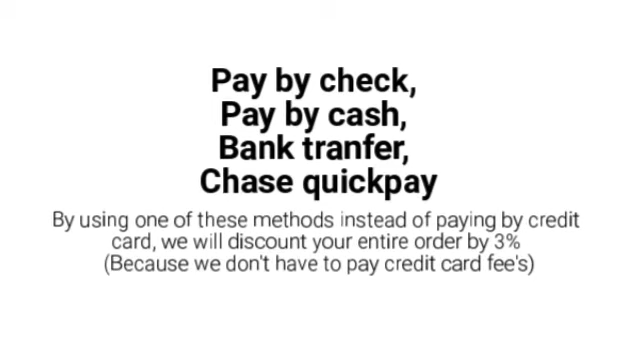 Pay by check,
Pay by cash,
Bank tranfer,
Chase quickpay
By using one of these methods instead of paying by credit
card, we will discount your entire order by 3%
(Because we don't have to pay credit card fee's)